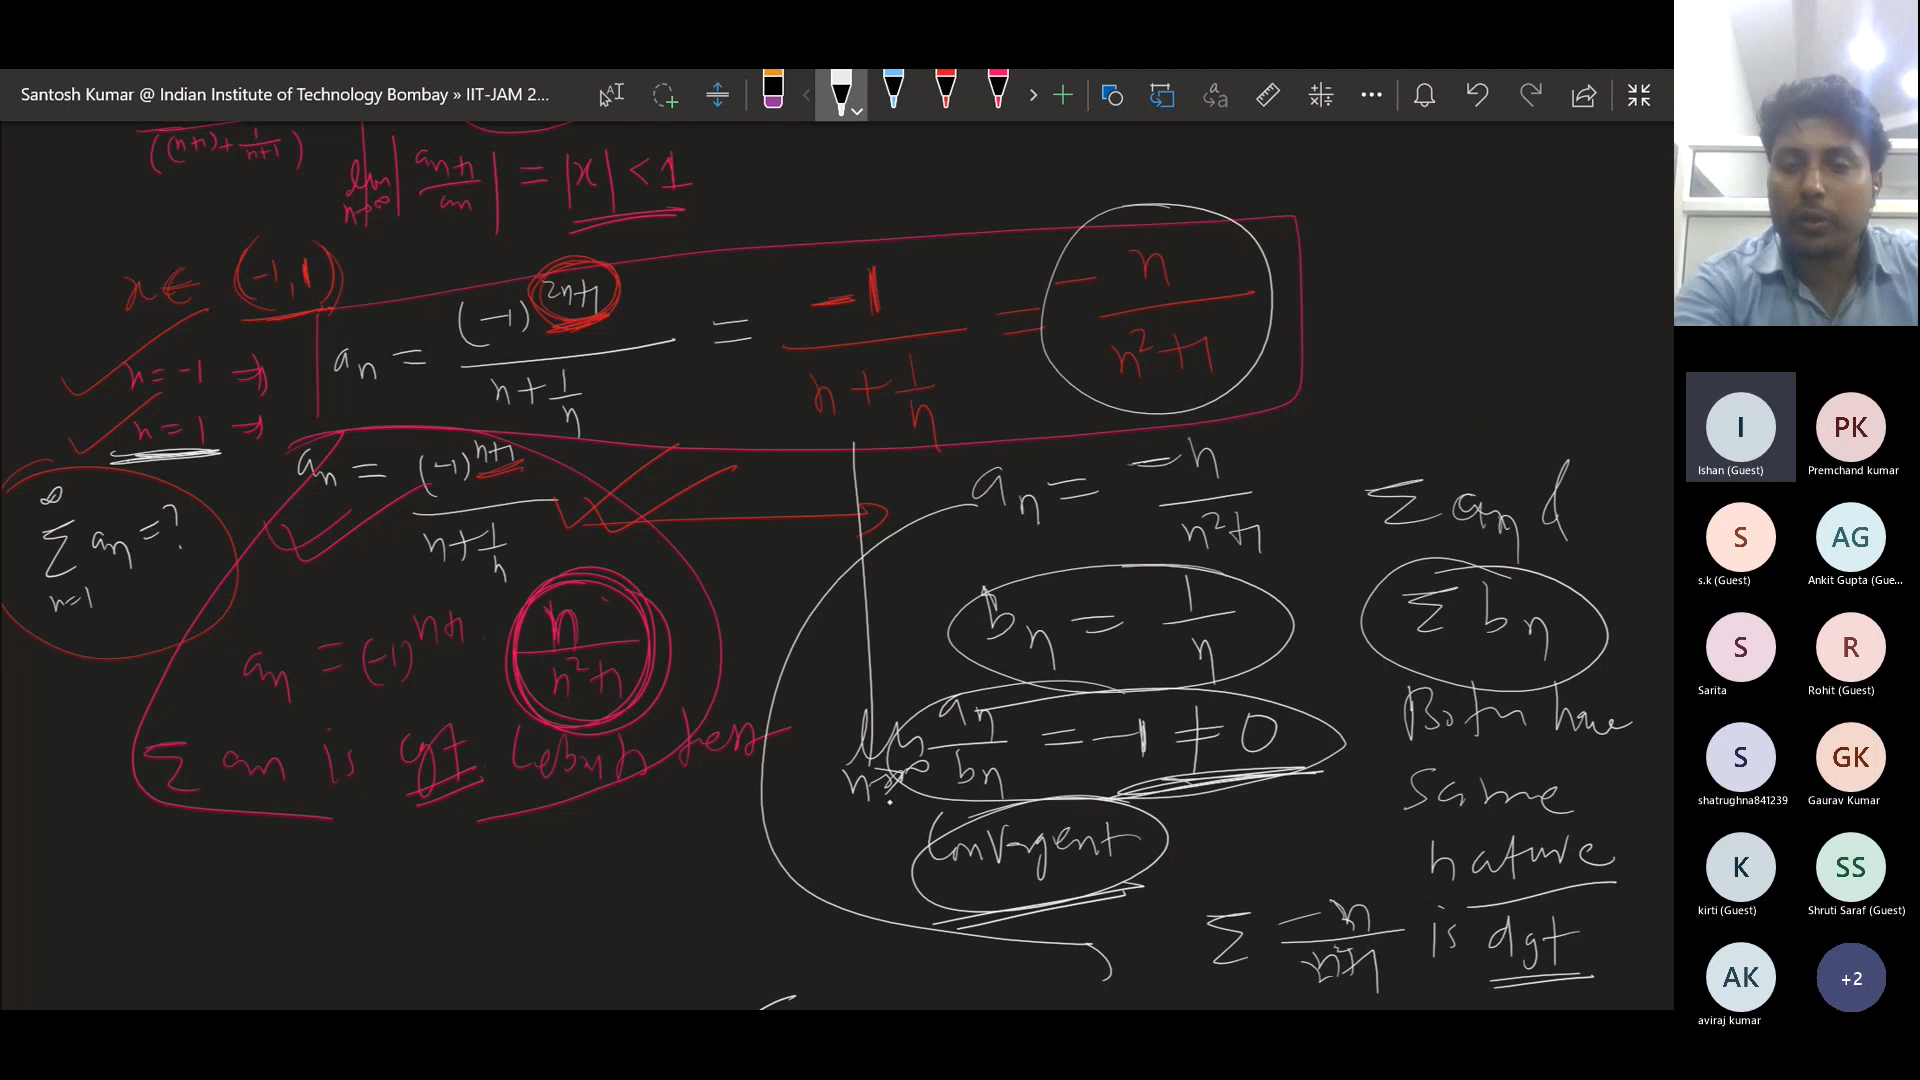 Santosh Kumar @ Indian Institute of Technology Bombay » IIT-JAM 2...
((n+1) + 1/(n+1))
lim n→∞ | an+1 / an | = |x| < 1
x ∈ (-1, 1)
an = (-1)^(2n+1) / (n + 1/n) = -1 / (n + 1/n) = - n / (n²+1)
n = -1 →
n = 1 →
an = (-1)^(n+1) / (n + 1/n)
∞ Σ n=1 an = ?
an = (-1)^(n+1) · n / (n²+1)
Σ an is cgt
test
an = -n / (n²+1)
bn = 1/n
lim n→∞ an / bn = -1 ≠ 0
Convergent
Σ an &
Σ bn
Both have
same
nature
Σ -n / (n²+1) is dgt
I
Ishan (Guest)
PK
Premchand kumar
S
s.k (Guest)
AG
Ankit Gupta (Gue...
S
Sarita
R
Rohit (Guest)
S
shatrughna841239
GK
Gaurav Kumar
K
kirti (Guest)
SS
Shruti Saraf (Guest)
AK
aviraj kumar
+2